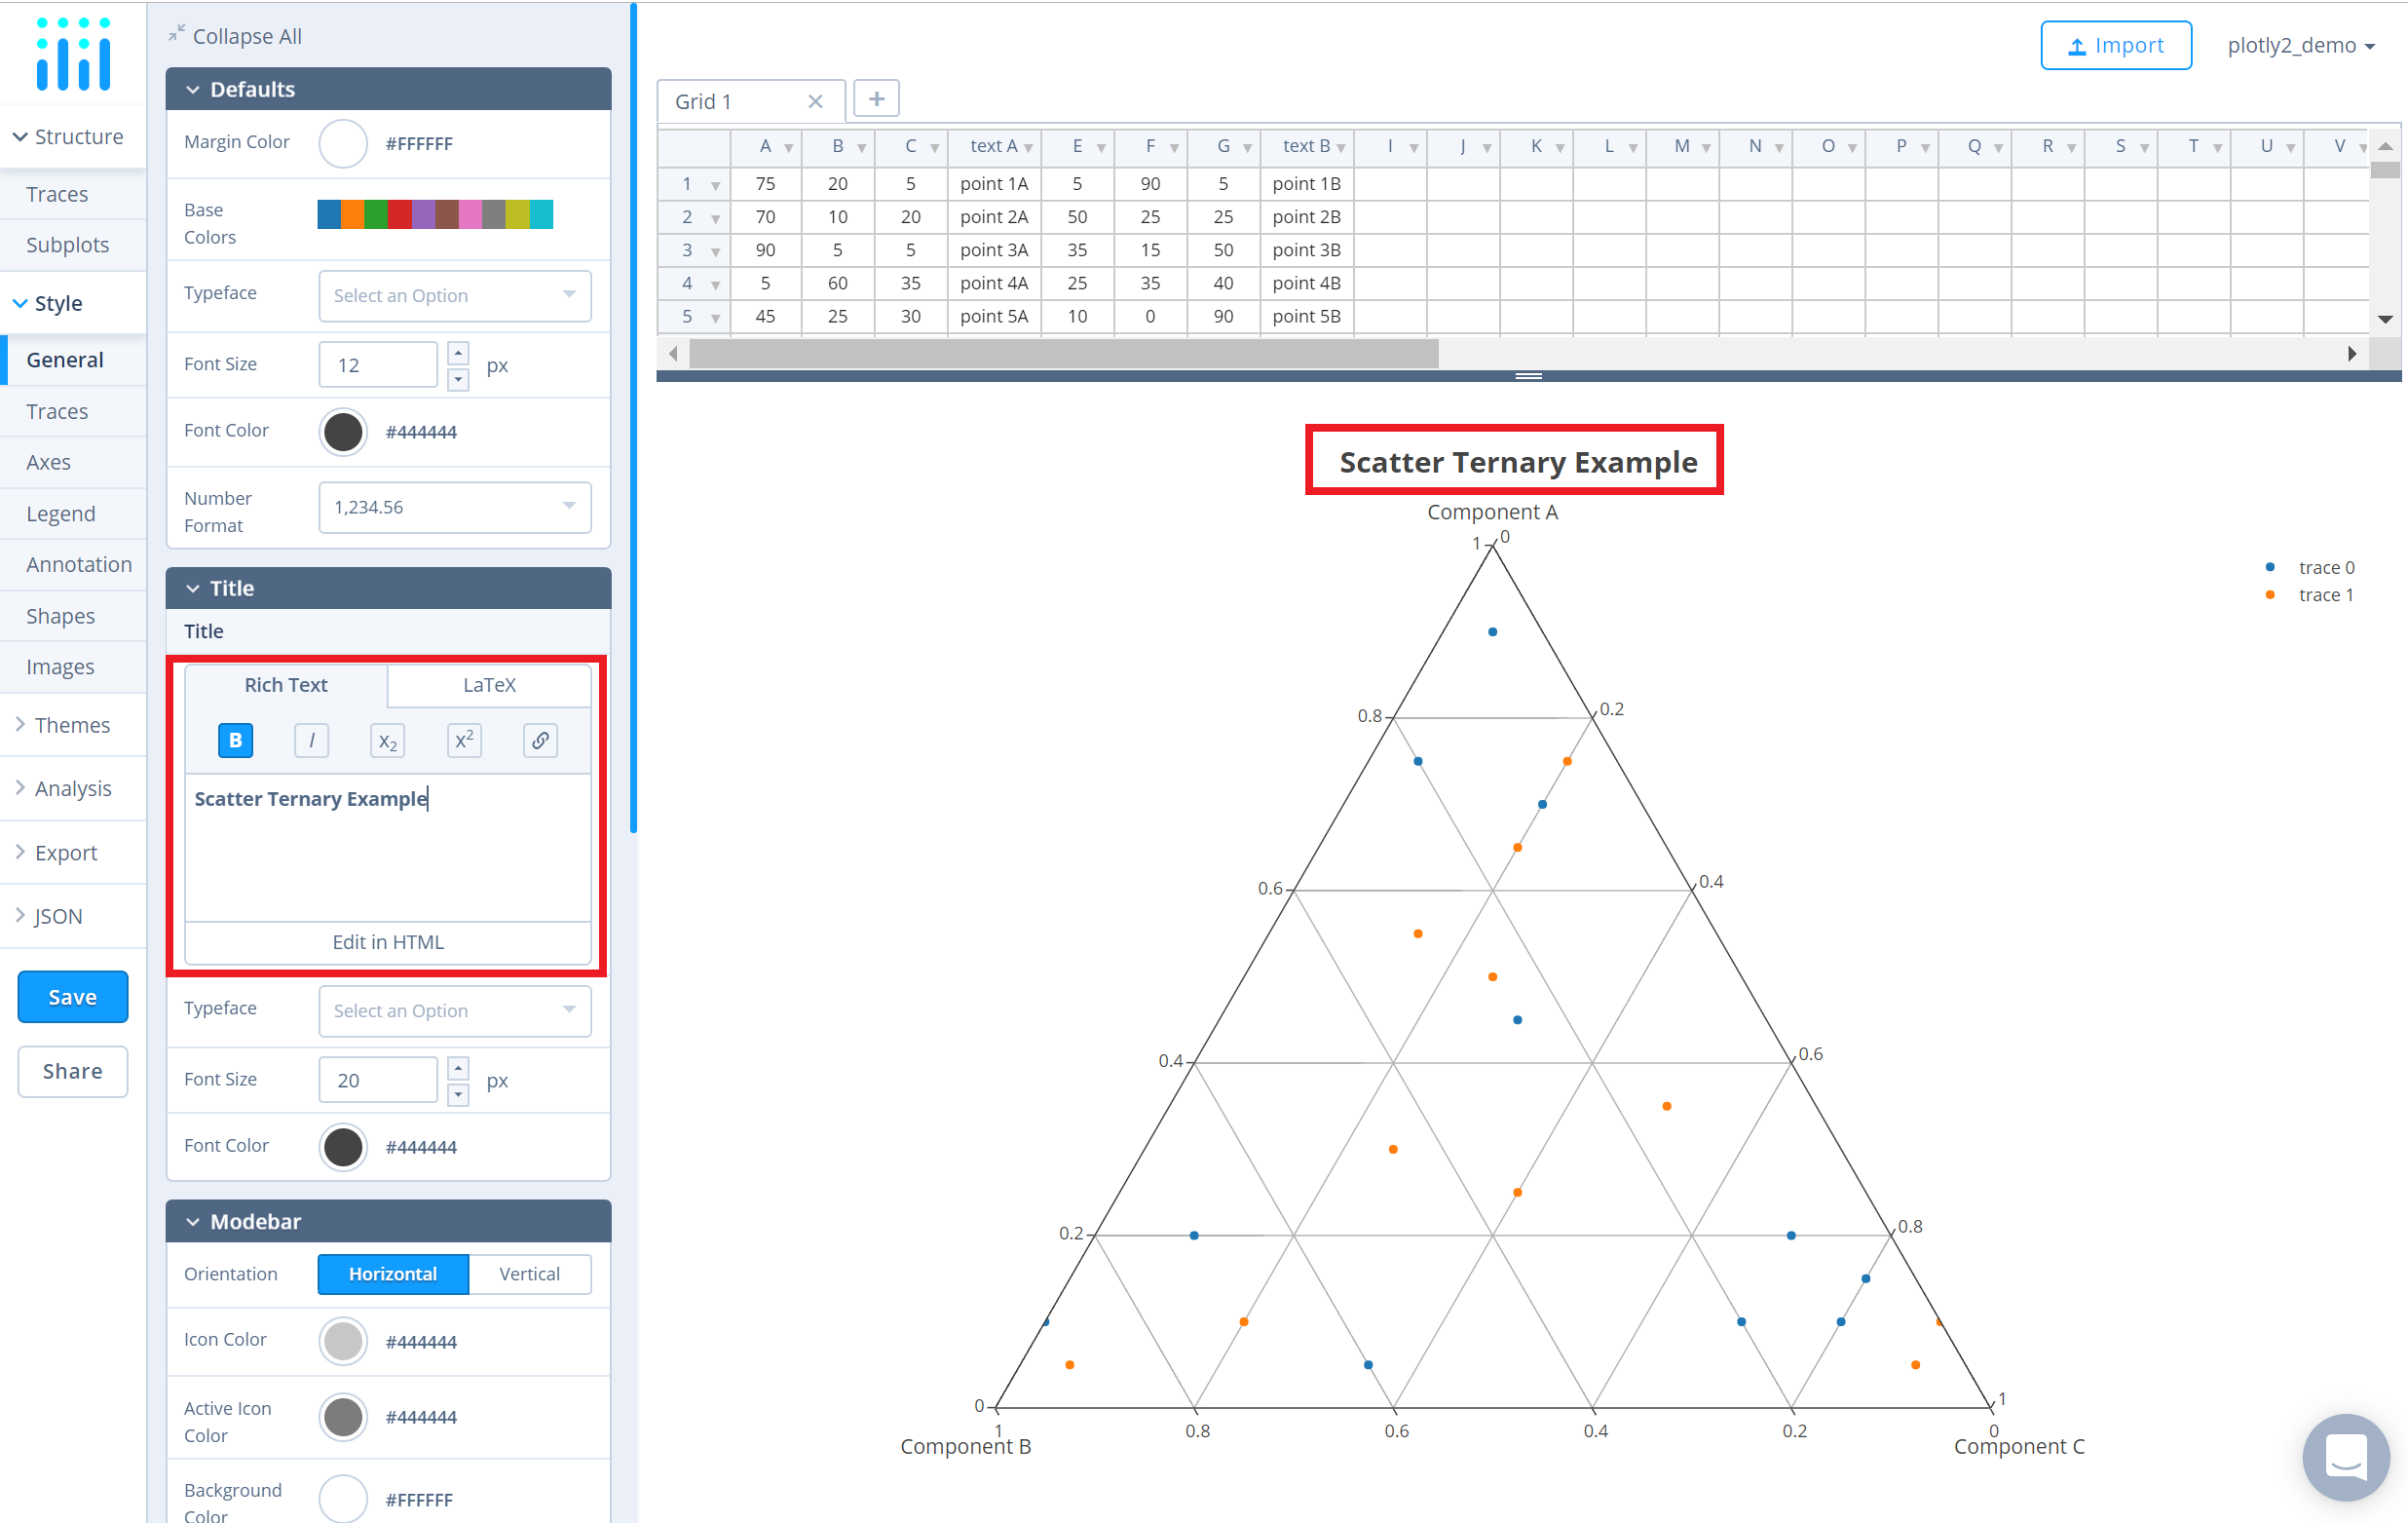 Collapse All
Import
plotly2_demo
Structure
Traces
Subplots
Style
General
Traces
Axes
Legend
Annotation
Shapes
Images
Themes
Analysis
Export
JSON
Save
Share
Defaults
Margin Color #FFFFFF
Base
Colors
Typeface Select an Option
Font Size 12 px
Font Color #444444
Number
Format
1,234.56
Title
Title
Rich Text LaTeX
B I x₂ x²
Scatter Ternary Example
Edit in HTML
Typeface Select an Option
Font Size 20 px
Font Color #444444
Modebar
Orientation Horizontal Vertical
Icon Color #444444
Active Icon
Color
#444444
Background
Color
#FFFFFF
Grid 1
A B C text A E F G text B I J K L M N O P Q R S T U V
1 75 20 5 point 1A 5 90 5 point 1B
2 70 10 20 point 2A 50 25 25 point 2B
3 90 5 5 point 3A 35 15 50 point 3B
4 5 60 35 point 4A 25 35 40 point 4B
5 45 25 30 point 5A 10 0 90 point 5B
Scatter Ternary Example
Component A
1 0
trace 0
trace 1
0.8 0.2
0.6 0.4
0.4 0.6
0.2 0.8
0 1
1 0.8 0.6 0.4 0.2 0
Component B Component C